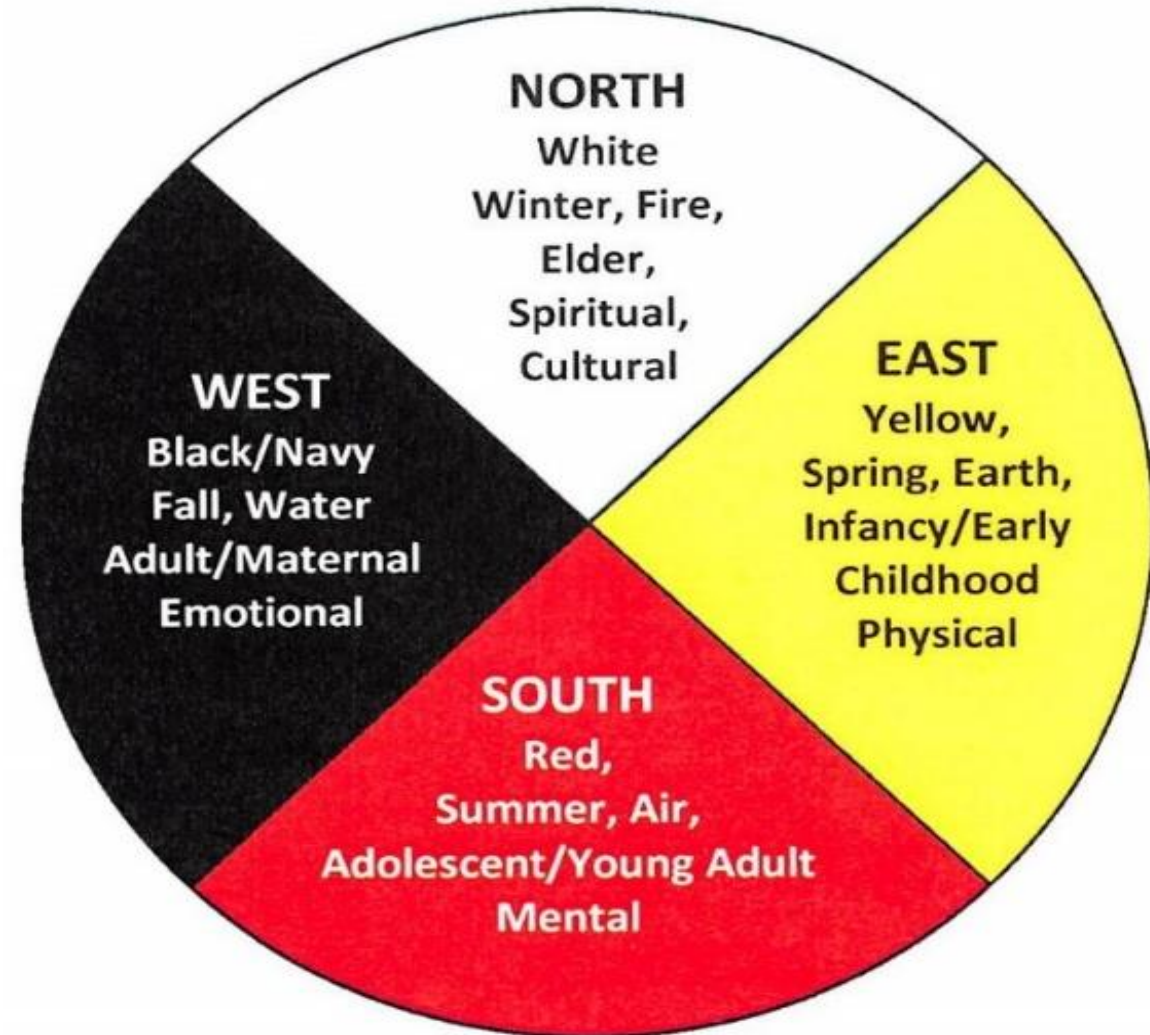 NORTH
White
Winter, Fire,
Elder,
Spiritual,
Cultural
EAST
Yellow,
Spring, Earth,
Infancy/Early
Childhood
Physical
SOUTH
Red,
Summer, Air,
Adolescent/Young Adult
Mental
WEST
Black/Navy
Fall, Water
Adult/Maternal
Emotional